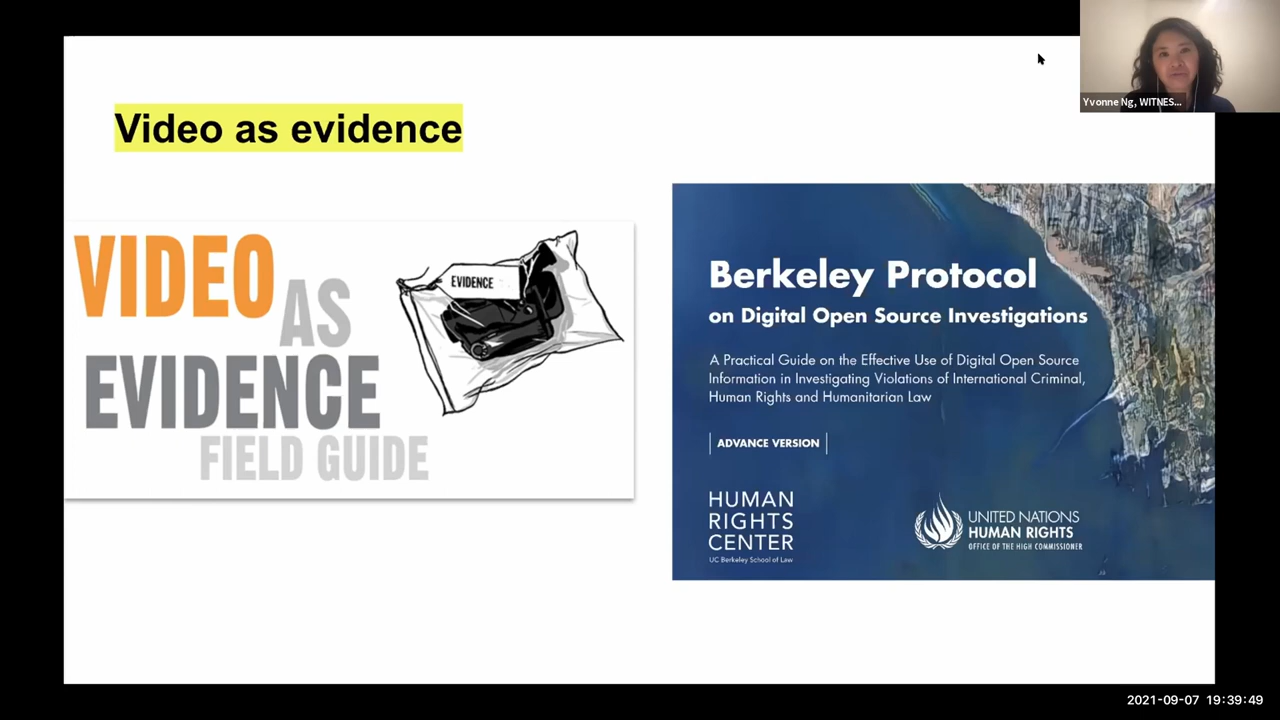 Video as evidence
VIDEO
AS
EVIDENCE
FIELD GUIDE
EVIDENCE
Berkeley Protocol
on Digital Open Source Investigations
A Practical Guide on the Effective Use of Digital Open Source
Information in Investigating Violations of International Criminal,
Human Rights and Humanitarian Law
ADVANCE VERSION
HUMAN
RIGHTS
CENTER
UC Berkeley School of Law
UNITED NATIONS
HUMAN RIGHTS
OFFICE OF THE HIGH COMMISSIONER
Yvonne Ng, WITNES...
2021-09-07 19:39:49